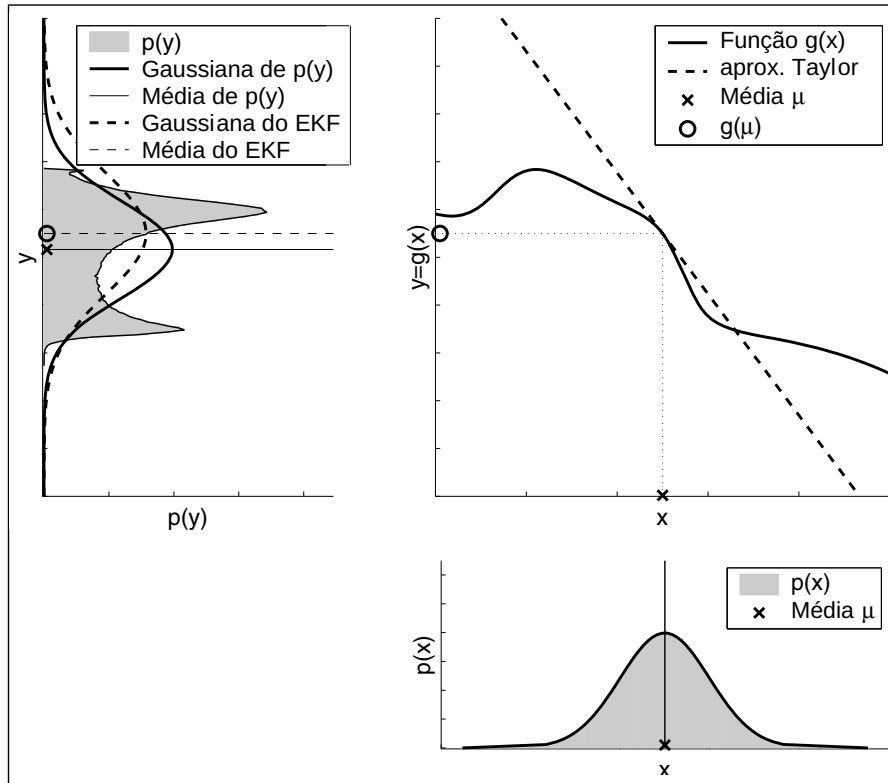 p(y)
Gaussiana de p(y)
Média de p(y)
Gaussiana do EKF
Média do EKF
y
p(y)
Função g(x)
aprox. Taylor
Média μ
g(μ)
y=g(x)
x
p(x)
Média μ
p(x)
x